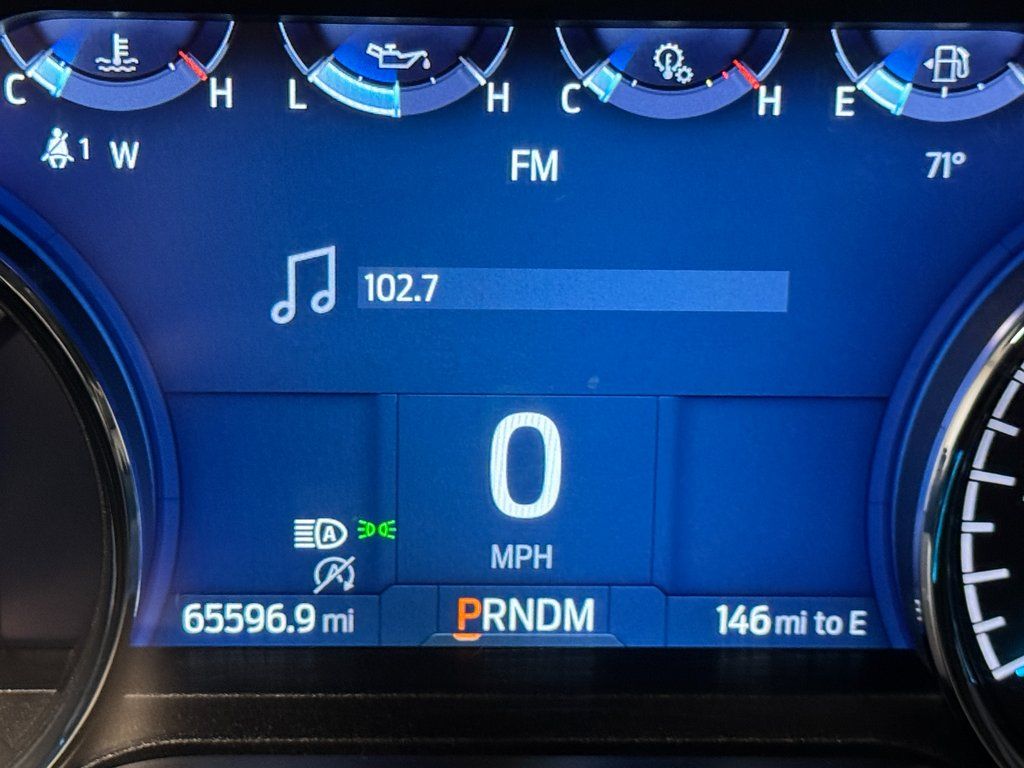 C H L H C H E
1 W FM 71°
102.7
0
MPH
A
A
65596.9 mi PRNDM 146 mi to E